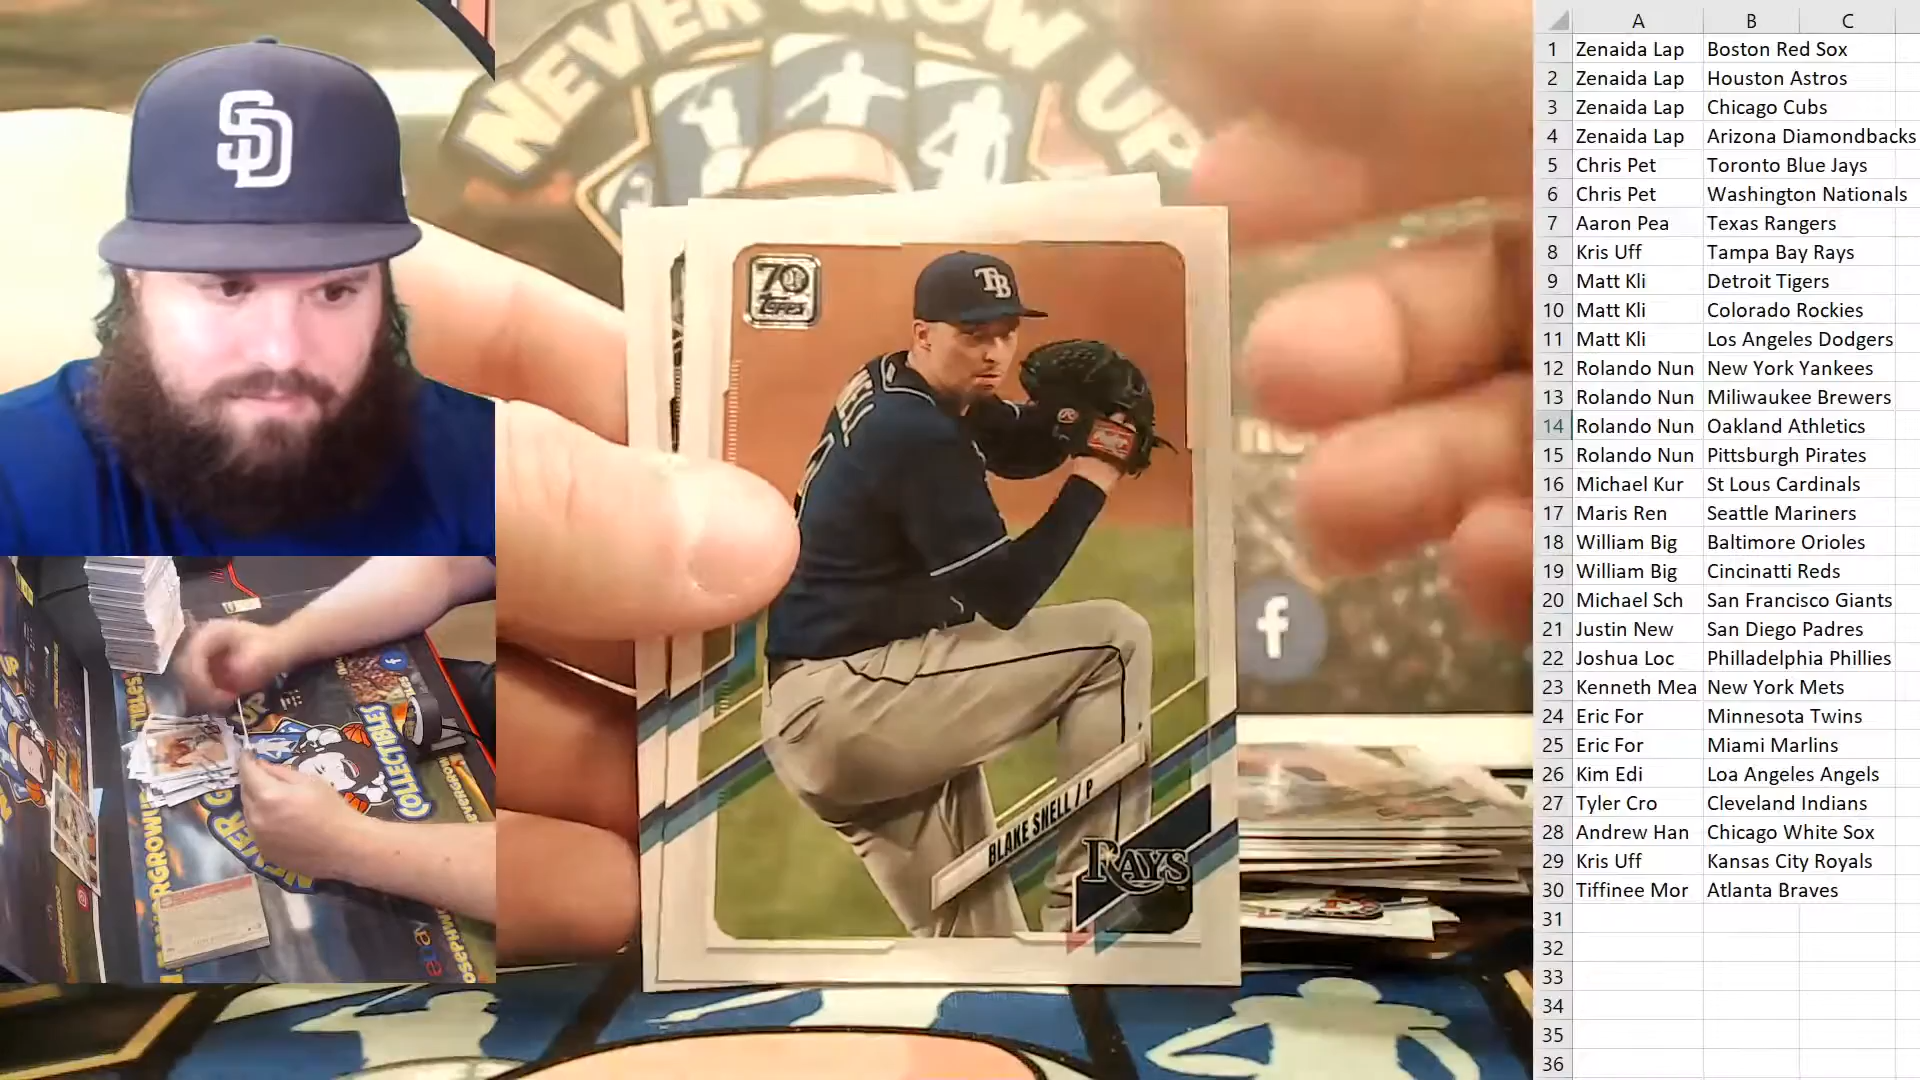 SD
NEVER GROW UP
70
Topps
TB
BLAKE SNELL / P
RAYS
f
COLLECTIBLES
A B C
1 Zenaida Lap Boston Red Sox
2 Zenaida Lap Houston Astros
3 Zenaida Lap Chicago Cubs
4 Zenaida Lap Arizona Diamondbacks
5 Chris Pet Toronto Blue Jays
6 Chris Pet Washington Nationals
7 Aaron Pea Texas Rangers
8 Kris Uff Tampa Bay Rays
9 Matt Kli Detroit Tigers
10 Matt Kli Colorado Rockies
11 Matt Kli Los Angeles Dodgers
12 Rolando Nun New York Yankees
13 Rolando Nun Miliwaukee Brewers
14 Rolando Nun Oakland Athletics
15 Rolando Nun Pittsburgh Pirates
16 Michael Kur St Lous Cardinals
17 Maris Ren Seattle Mariners
18 William Big Baltimore Orioles
19 William Big Cincinatti Reds
20 Michael Sch San Francisco Giants
21 Justin New San Diego Padres
22 Joshua Loc Philladelphia Phillies
23 Kenneth Mea New York Mets
24 Eric For Minnesota Twins
25 Eric For Miami Marlins
26 Kim Edi Loa Angeles Angels
27 Tyler Cro Cleveland Indians
28 Andrew Han Chicago White Sox
29 Kris Uff Kansas City Royals
30 Tiffinee Mor Atlanta Braves
31
32
33
34
35
36